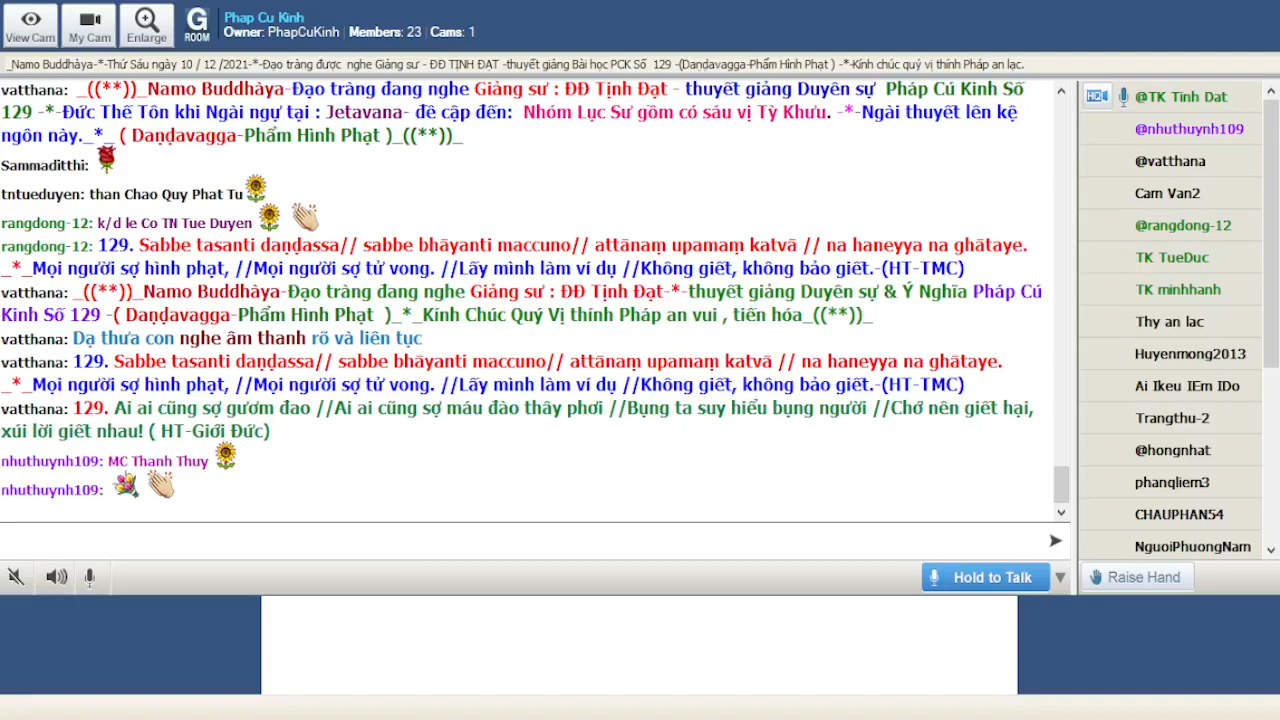 Phap Cu Kinh
Owner: PhapCuKinh | Members: 23 | Cams: 1
View Cam
My Cam
Enlarge
G
ROOM
_Namo Buddhàya-*-Thứ Sáu ngày 10 / 12 /2021-*-Đạo tràng được nghe Giảng sư - ĐĐ TỊNH ĐẠT -thuyết giảng Bài học PCK Số 129 -(Daṇḍavagga-Phẩm Hình Phạt ) -*-Kính chúc quý vị thính Pháp an lạc.
vatthana: _((**))_Namo Buddhàya-Đạo tràng đang nghe Giảng sư : ĐĐ Tịnh Đạt - thuyết giảng Duyên sự Pháp Cú Kinh Số
129 -*-Đức Thế Tôn khi Ngài ngự tại : Jetavana- đề cập đến: Nhóm Lục Sư gồm có sáu vị Tỳ Khưu. -*-Ngài thuyết lên kệ
ngôn này._*_ ( Daṇḍavagga-Phẩm Hình Phạt )_((**))_
Sammadiṭthi:
tntueduyen: than Chao Quy Phat Tu
rangdong-12: k/d le Co TN Tue Duyen
rangdong-12: 129. Sabbe tasanti daṇḍassa// sabbe bhāyanti maccuno// attānaṃ upamaṃ katvā // na haneyya na ghātaye.
_*_Mọi người sợ hình phạt, //Mọi người sợ tử vong. //Lấy mình làm ví dụ //Không giết, không bảo giết.-(HT-TMC)
vatthana: _((**))_Namo Buddhàya-Đạo tràng đang nghe Giảng sư : ĐĐ Tịnh Đạt-*-thuyết giảng Duyên sự & Ý Nghĩa Pháp Cú
Kinh Số 129 -( Daṇḍavagga-Phẩm Hình Phạt )_*_Kính Chúc Quý Vị thính Pháp an vui , tiến hóa_((**))_
vatthana: Dạ thưa con nghe âm thanh rõ và liên tục
vatthana: 129. Sabbe tasanti daṇḍassa// sabbe bhāyanti maccuno// attānaṃ upamaṃ katvā // na haneyya na ghātaye.
_*_Mọi người sợ hình phạt, //Mọi người sợ tử vong. //Lấy mình làm ví dụ //Không giết, không bảo giết.-(HT-TMC)
vatthana: 129. Ai ai cũng sợ gươm đao //Ai ai cũng sợ máu đào thây phơi //Bụng ta suy hiểu bụng người //Chớ nên giết hại,
xúi lời giết nhau! ( HT-Giới Đức)
nhuthuynh109: MC Thanh Thuy
nhuthuynh109:
HQ
@TK Tinh Dat
@nhuthuynh109
@vatthana
Cam Van2
@rangdong-12
TK TueDuc
TK minhhanh
Thy an lac
Huyenmong2013
Ai Ikeu IEm IDo
Trangthu-2
@hongnhat
phanqliem3
CHAUPHAN54
NguoiPhuongNam
Hold to Talk
Raise Hand